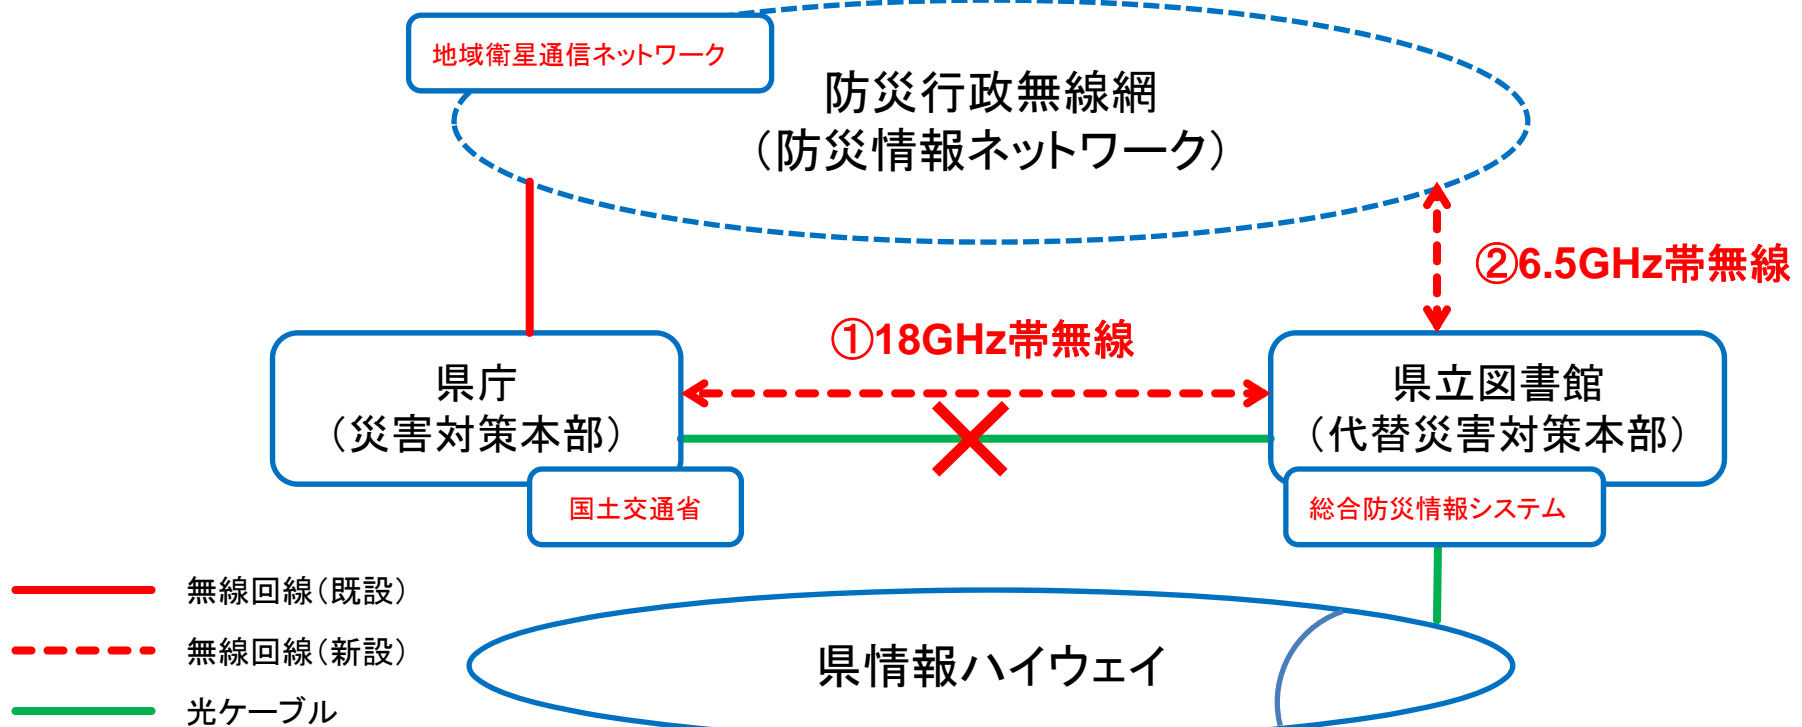 地域衛星通信ネットワーク
防災行政無線網
（防災情報ネットワーク）
②6.5GHz帯無線
①18GHz帯無線
県庁
（災害対策本部）
県立図書館
（代替災害対策本部）
国土交通省
総合防災情報システム
無線回線（既設）
無線回線（新設）
光ケーブル
県情報ハイウェイ